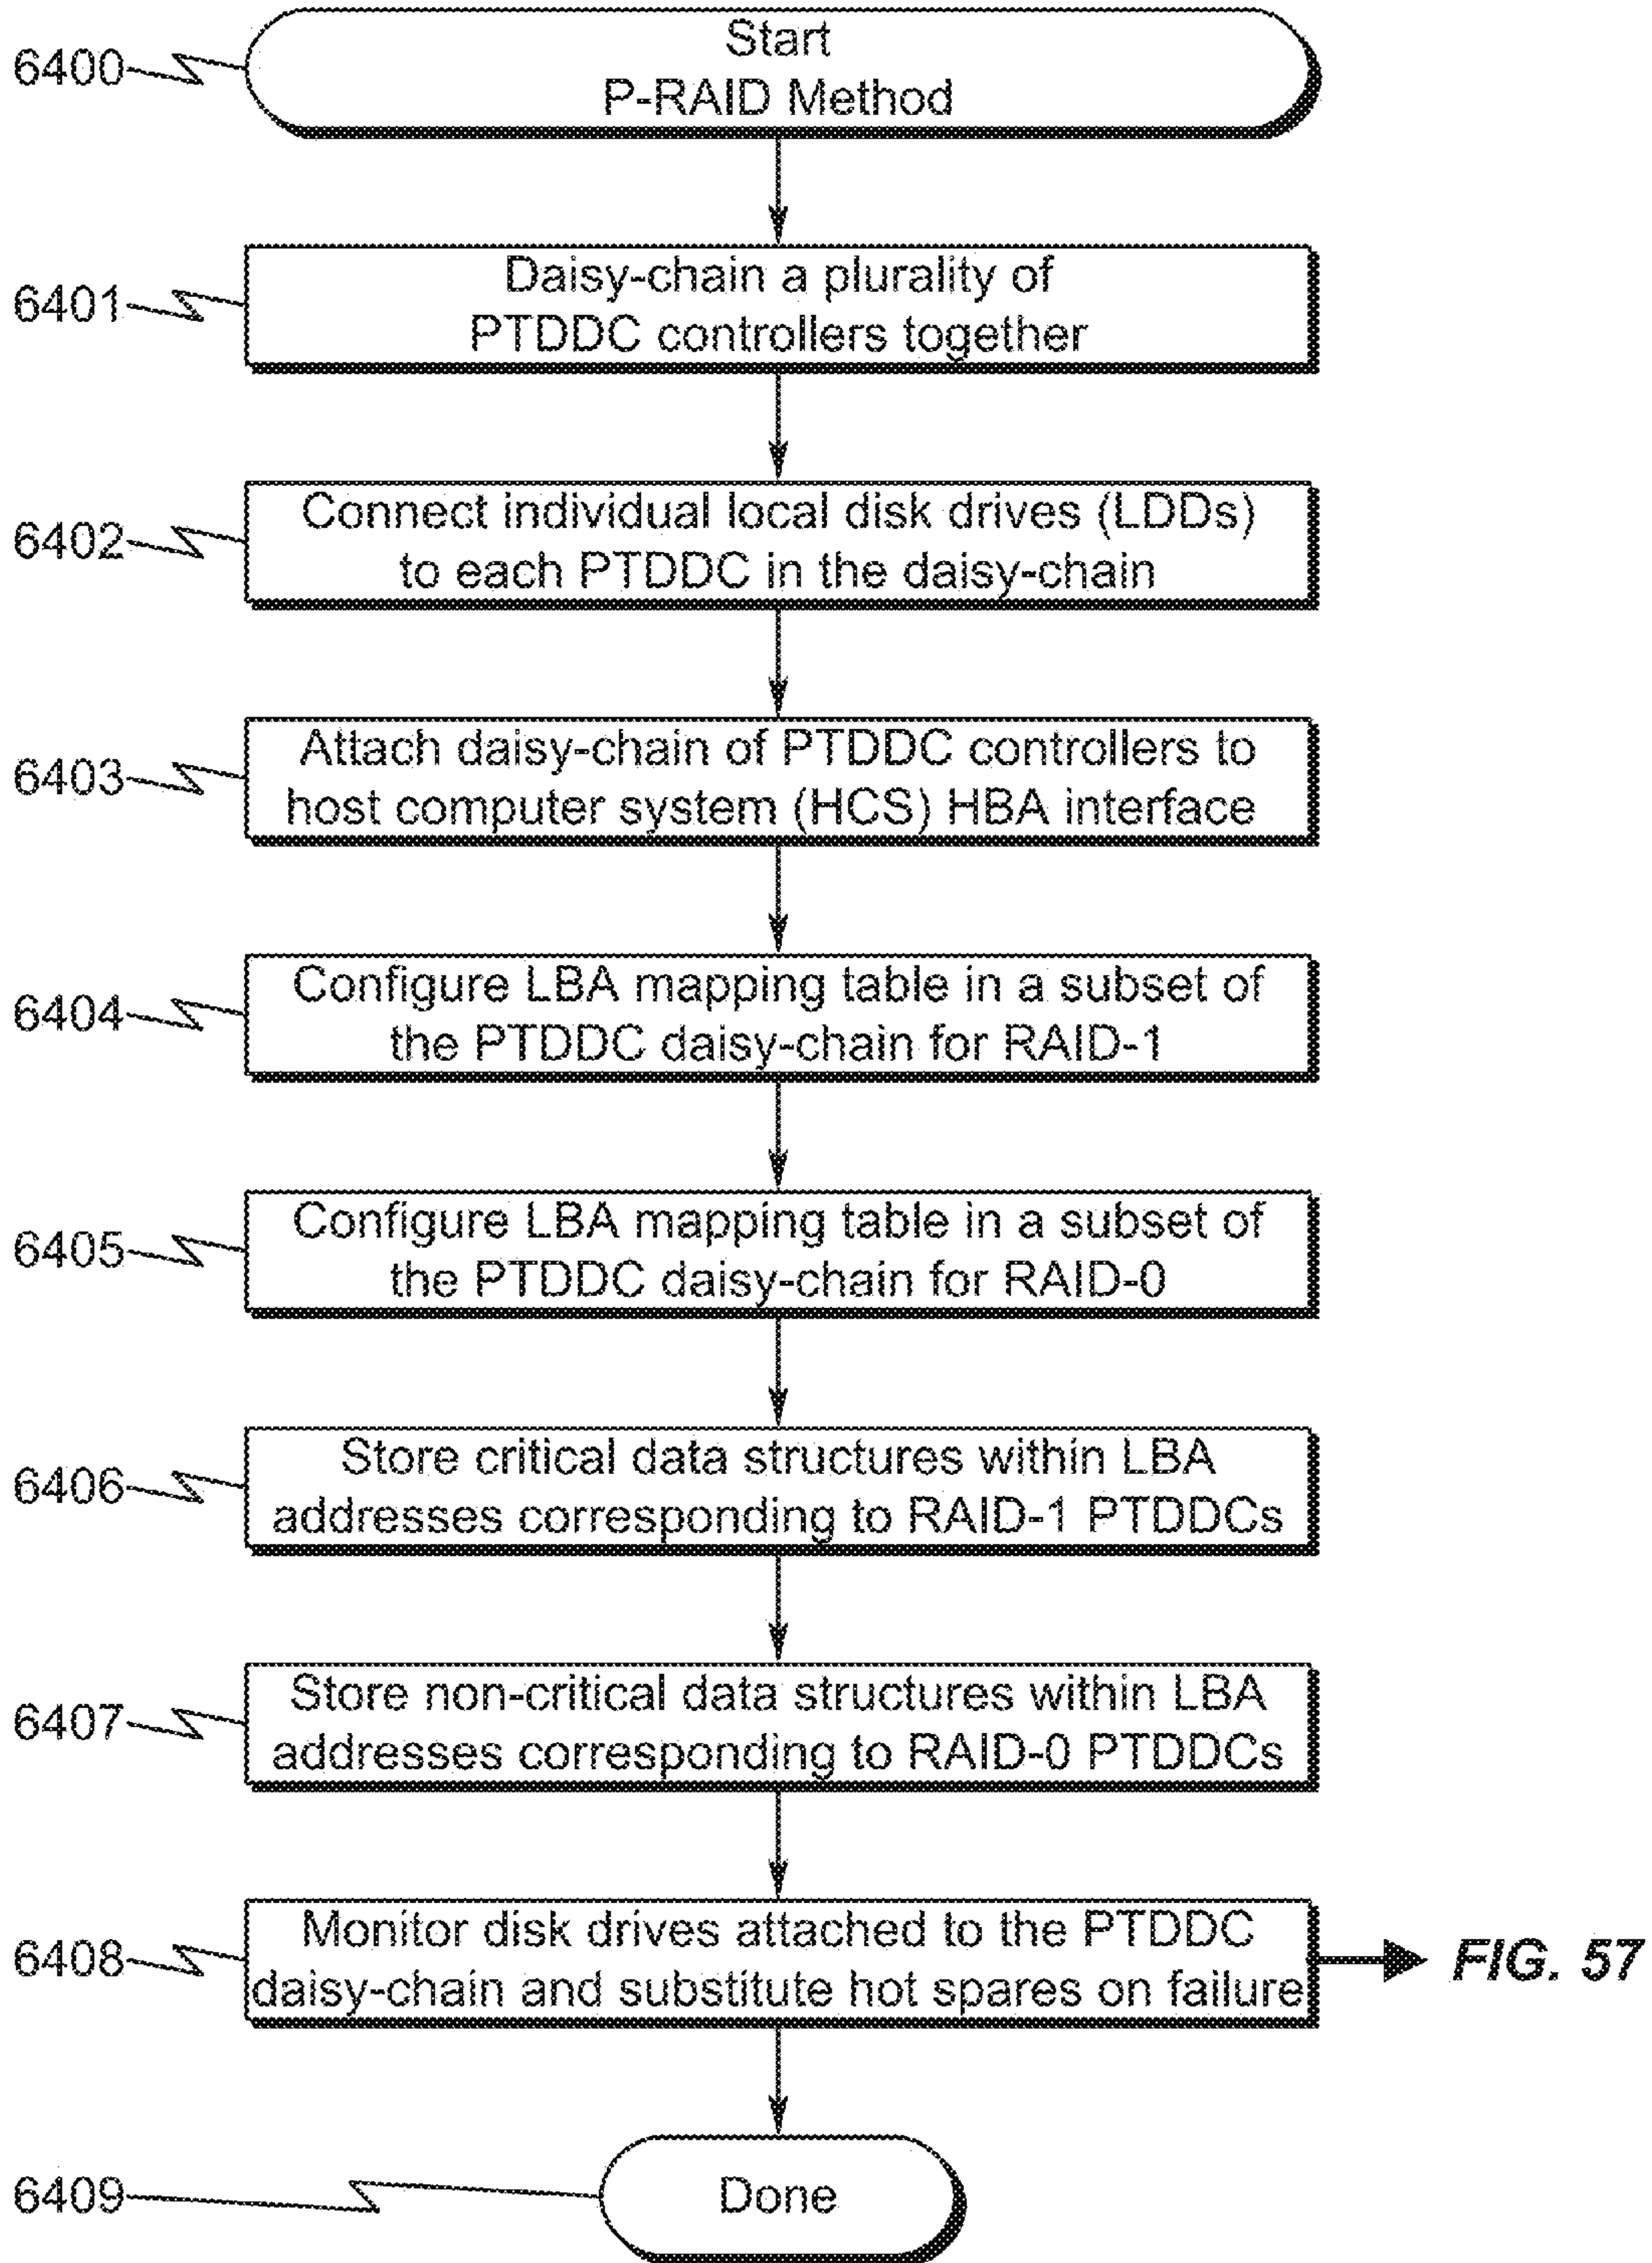 Start
6400
P-RAID Method
Daisy-chain a plurality of
6401
PTDDC controllers together
Connect individual local disk drives (LDDs)
6402
to each PTDDC in the daisy-chain
Attach daisy-chain of PTDDC controllers to
6403
host computer system (HCS) HBA interface
Configure LBA mapping table in a subset of
6404
the PTDDC daisy-chain for RAID-1
Configure LBA mapping table in a subset of
6405
the PTDDC daisy-chain for RAID-0
Store critical data structures within LBA
6406
addresses corresponding to RAID-1 PTDDCs
Store non-critical data structures within LBA
6407
addresses corresponding to RAID-0 PTDDCs
Monitor disk drives attached to the PTDDC
6408
daisy-chain and substitute hot spares on failure
FIG. 57
6409
Done